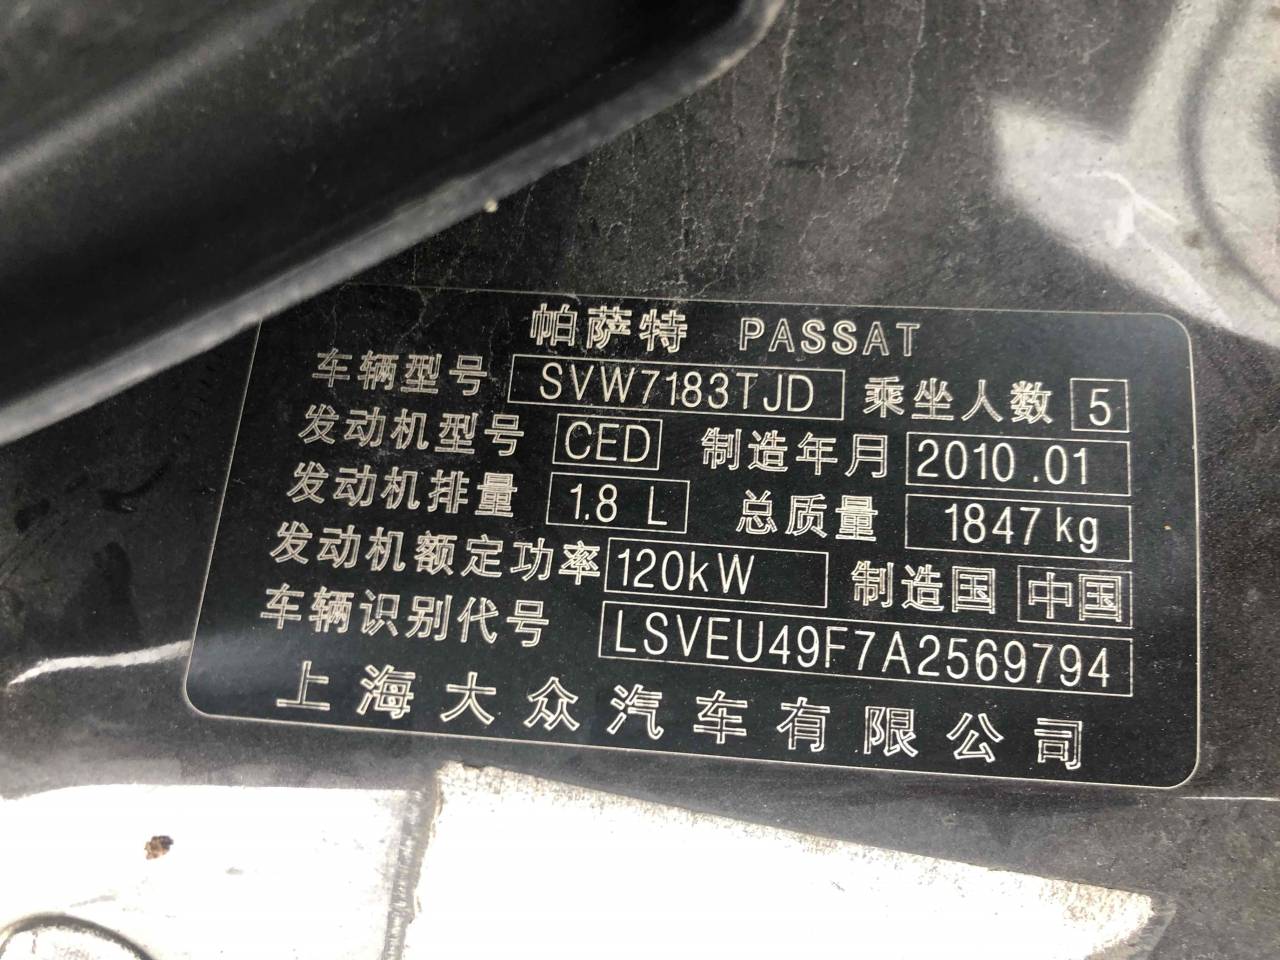 帕萨特 PASSAT
车辆型号 SVW7183TJD 乘坐人数 5
发动机型号 CED 制造年月 2010.01
发动机排量 1.8 L 总质量 1847kg
发动机额定功率 120kW 制造国 中国
车辆识别代号 LSVEU49F7A2569794
上海大众汽车有限公司